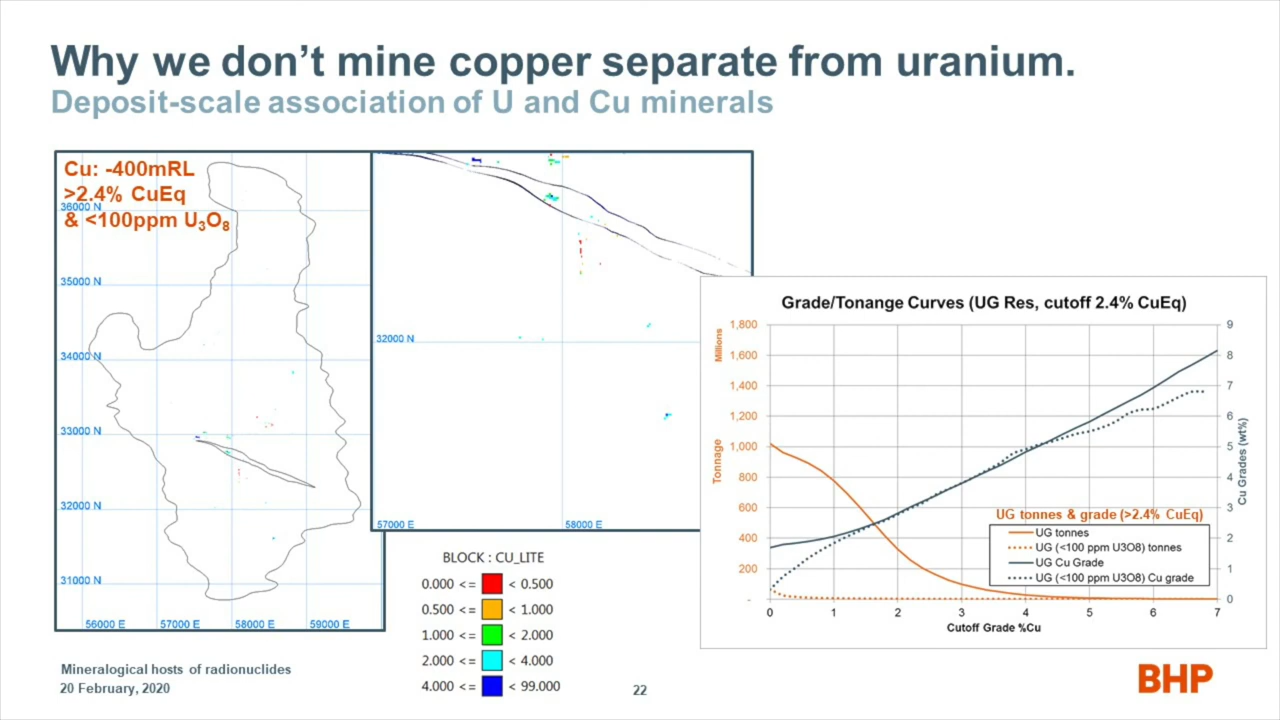 Why we don't mine copper separate from uranium.
Deposit-scale association of U and Cu minerals
Cu: -400mRL
>2.4% CuEq
& <100ppm U₃O₈
36000 N
35000 N
34000 N
33000 N
32000 N
31000 N
56000 E
57000 E
58000 E
59000 E
32000 N
57000 E
58000 E
BLOCK : CU_LITE
0.000 <= < 0.500
0.500 <= < 1.000
1.000 <= < 2.000
2.000 <= < 4.000
4.000 <= < 99.000
Grade/Tonange Curves (UG Res, cutoff 2.4% CuEq)
Millions
Tonnage
1,800
1,600
1,400
1,200
1,000
800
600
400
200
-
9
8
7
6
5
4
3
2
1
0
Cu Grades (wt%)
UG tonnes & grade (>2.4% CuEq)
UG tonnes
UG (<100 ppm U3O8) tonnes
UG Cu Grade
UG (<100 ppm U3O8) Cu grade
0 1 2 3 4 5 6 7
Cutoff Grade %Cu
Mineralogical hosts of radionuclides
20 February, 2020
22
BHP